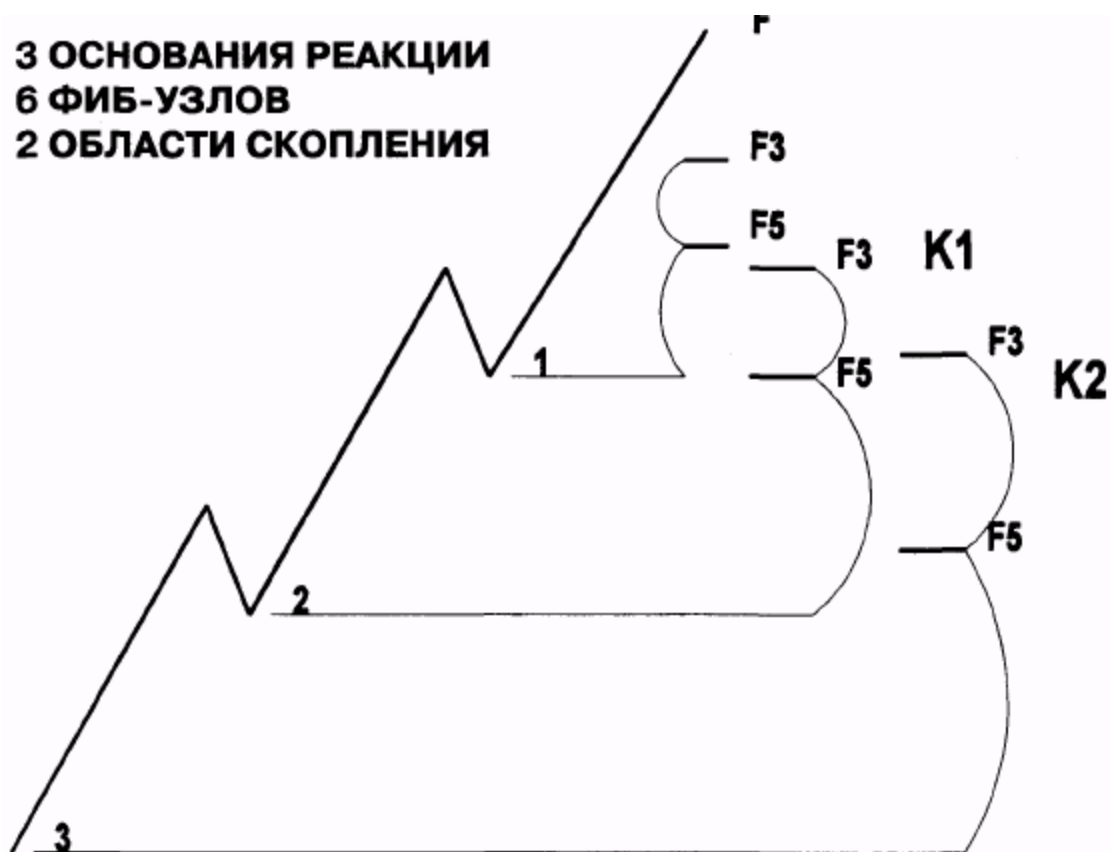 3 ОСНОВАНИЯ РЕАКЦИИ
6 ФИБ-УЗЛОВ
2 ОБЛАСТИ СКОПЛЕНИЯ
F
F3
F5
F3
K1
F5
F3
K2
F5
1
2
3